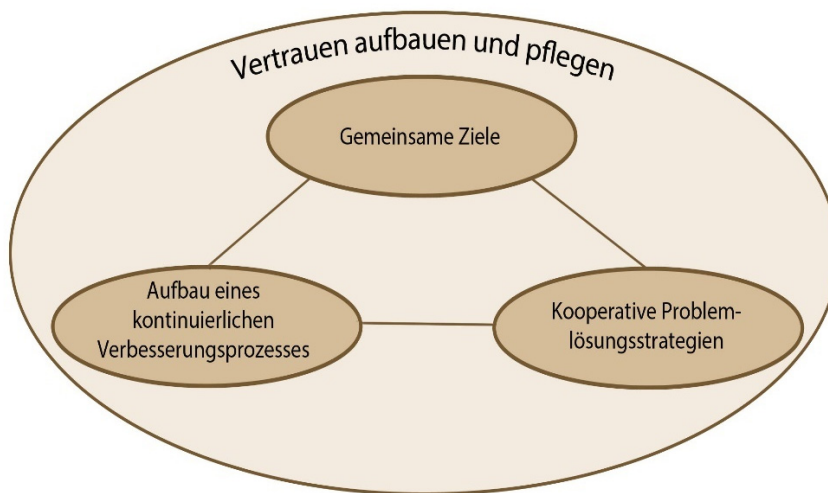 Vertrauen aufbauen und pflegen
Gemeinsame Ziele
Aufbau eines
kontinuierlichen
Verbesserungsprozesses
Kooperative Problem-
lösungsstrategien